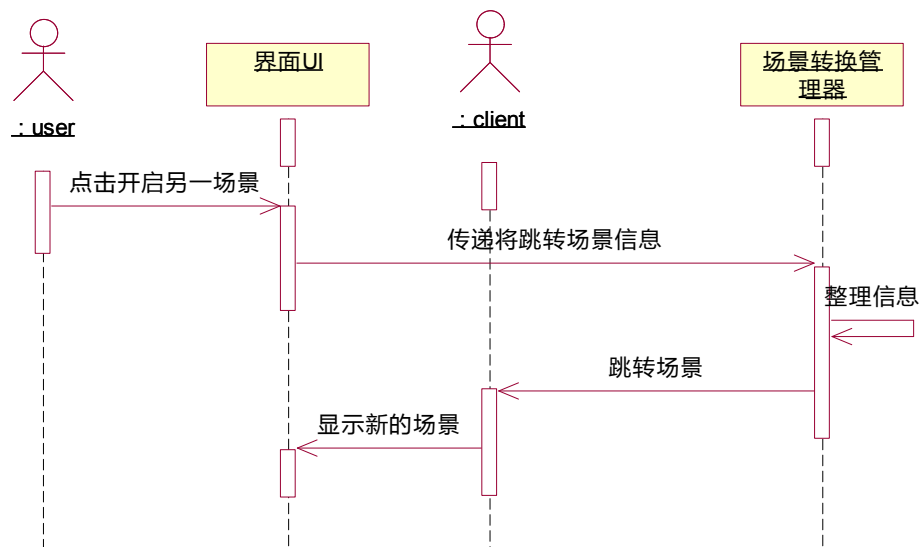 界面UI
场景转换管
理器
: user
: client
点击开启另一场景
传递将跳转场景信息
整理信息
跳转场景
显示新的场景